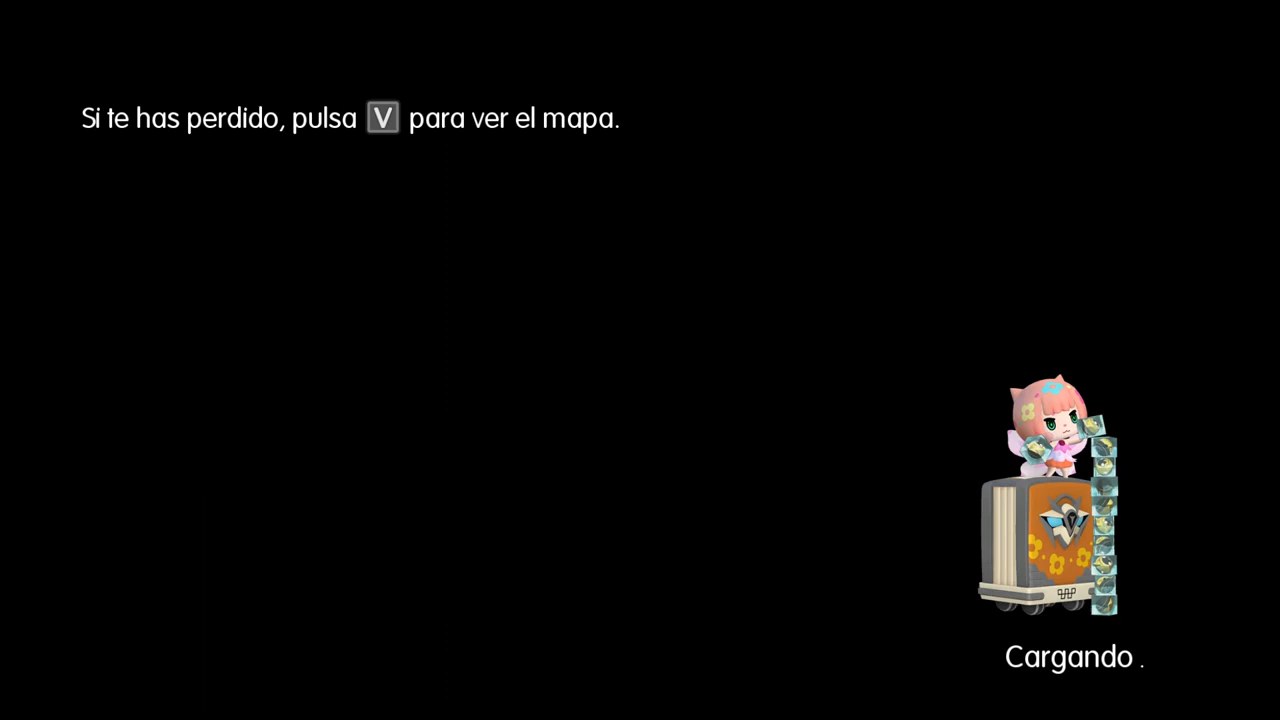 Si te has perdido, pulsa V para ver el mapa.
Cargando .